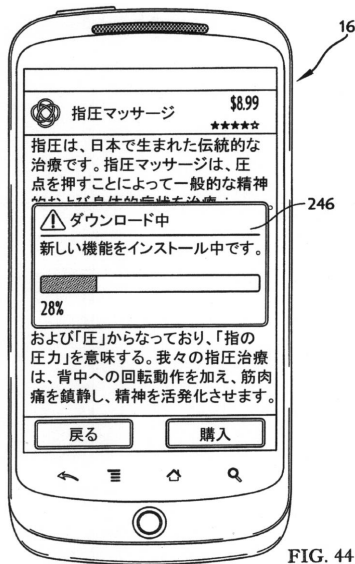 16
指圧マッサージ
$8.99
指圧は、日本で生まれた伝統的な
治療です。指圧マッサージは、圧
点を押すことによって一般的な精神
ダウンロード中
246
新しい機能をインストール中です。
28%
および「圧」からなっており、「指の
圧力」を意味する。我々の指圧治療
は、背中への回転動作を加え、筋肉
痛を鎮静し、精神を活発化させます。
戻る
購入
FIG. 44